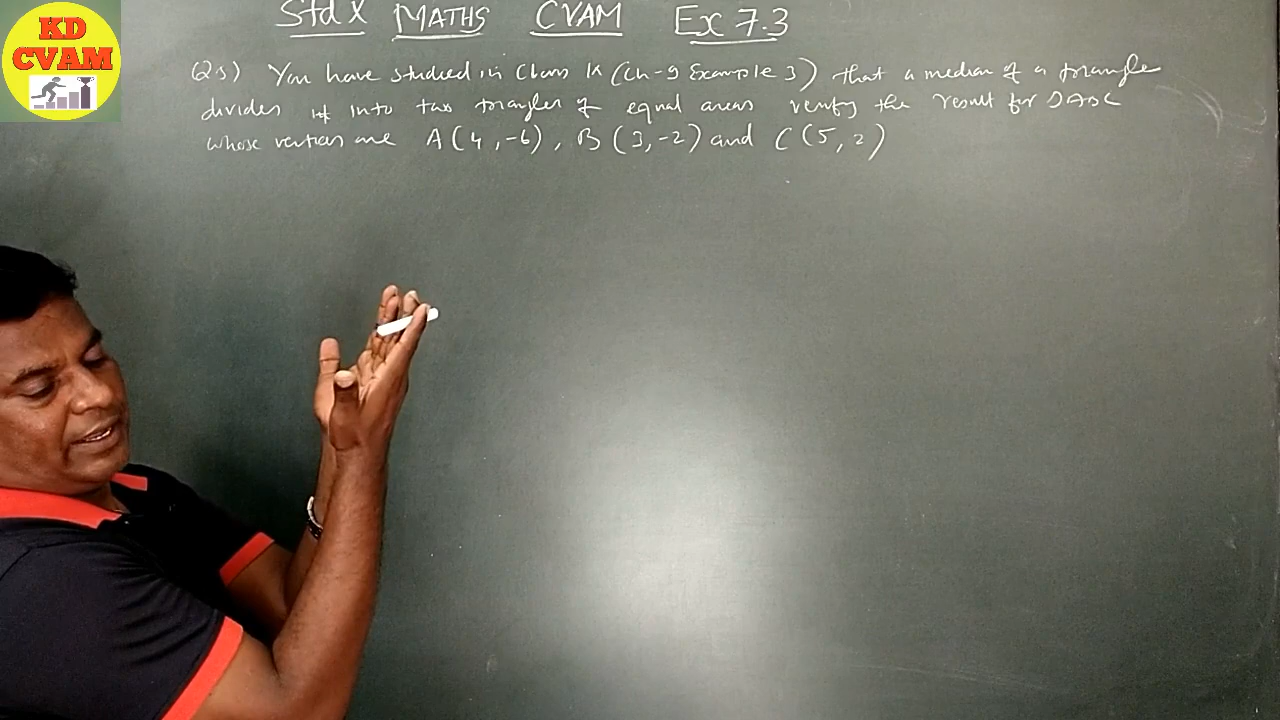 KD
CVAM
Std X MATHS CVAM Ex 7.3
Q.5) You have studied in Class IX (Ch-9 Example 3) that a median of a triangle
divides it into two triangles of equal areas verify the result for ΔABC
whose vertices are A(4,-6), B(3,-2) and C(5,2)